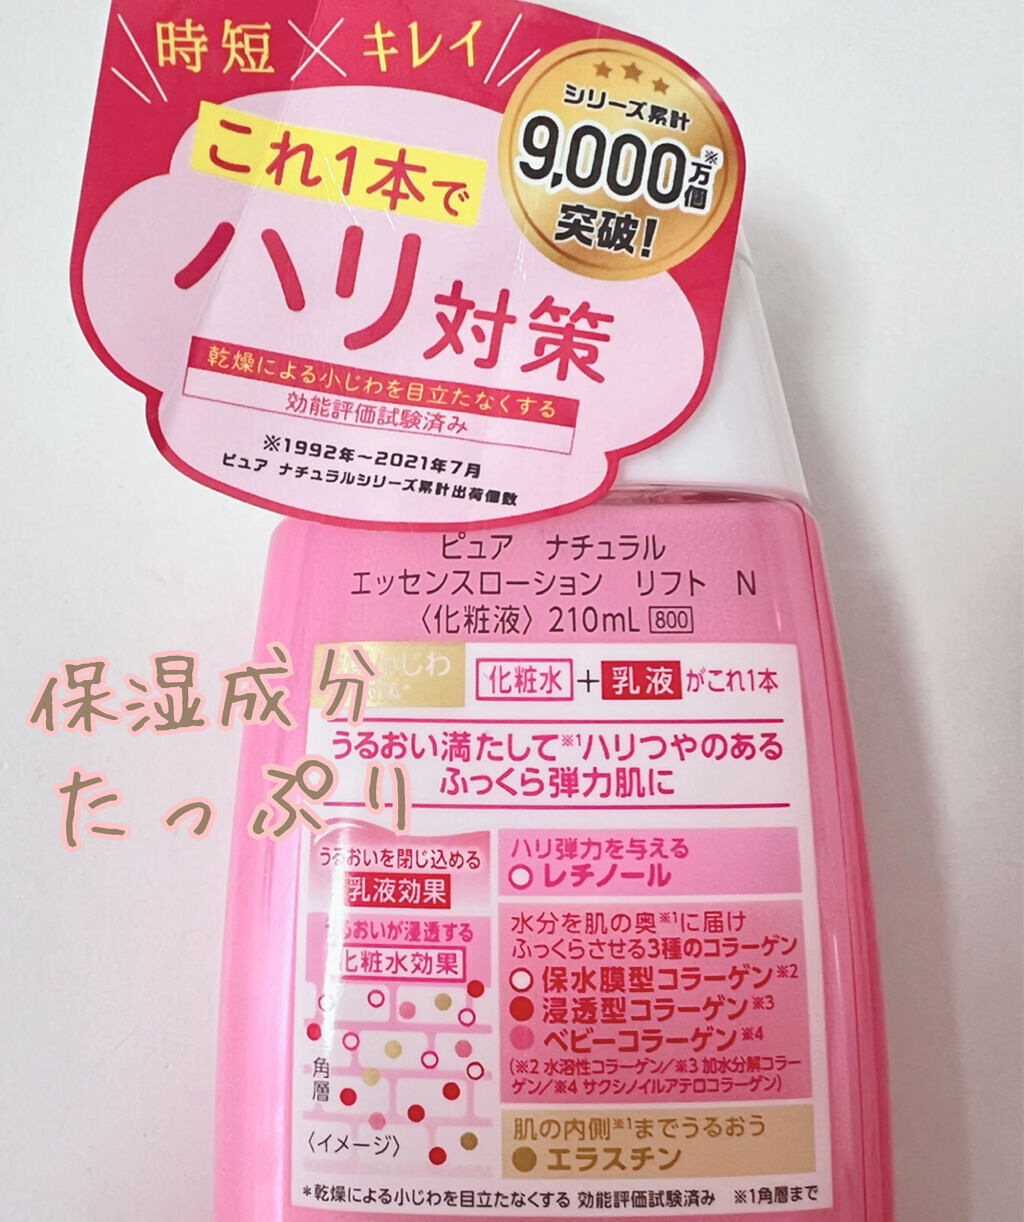 時短×キレイ
シリーズ累計
9,000万個※
突破!
これ1本で
ハリ対策
乾燥による小じわを目立たなくする
効能評価試験済み
※1992年~2021年7月
ピュア ナチュラルシリーズ累計出荷個数
ピュア ナチュラル
エッセンスローション リフト N
〈化粧液〉210mL 800
小じわ
化粧水+乳液がこれ1本
保湿成分
たっぷり
うるおい満たして※1ハリつやのある
ふっくら弾力肌に
うるおいを閉じ込める
乳液効果
うるおいが浸透する
化粧水効果
角層
〈イメージ〉
ハリ弾力を与える
レチノール
水分を肌の奥※1に届け
ふっくらさせる3種のコラーゲン
保水膜型コラーゲン※2
浸透型コラーゲン※3
ベビーコラーゲン※4
(※2 水溶性コラーゲン/※3 加水分解コラー
ゲン/※4 サクシノイルアテロコラーゲン)
肌の内側※1までうるおう
エラスチン
*乾燥による小じわを目立たなくする 効能評価試験済み ※1角層まで